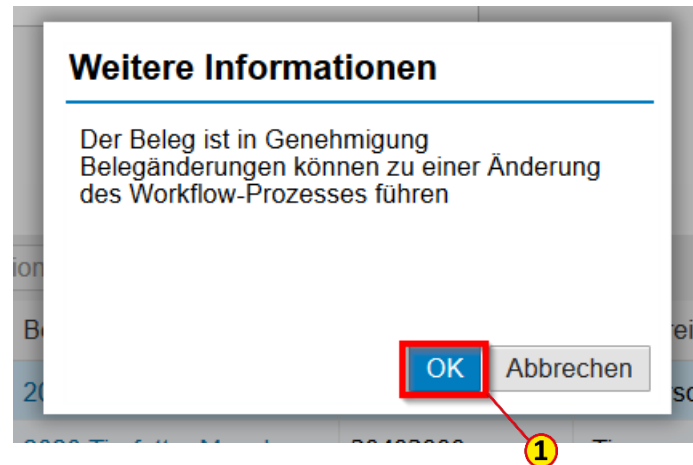 Weitere Informationen
Der Beleg ist in Genehmigung
Belegänderungen können zu einer Änderung
des Workflow-Prozesses führen
OK Abbrechen
1